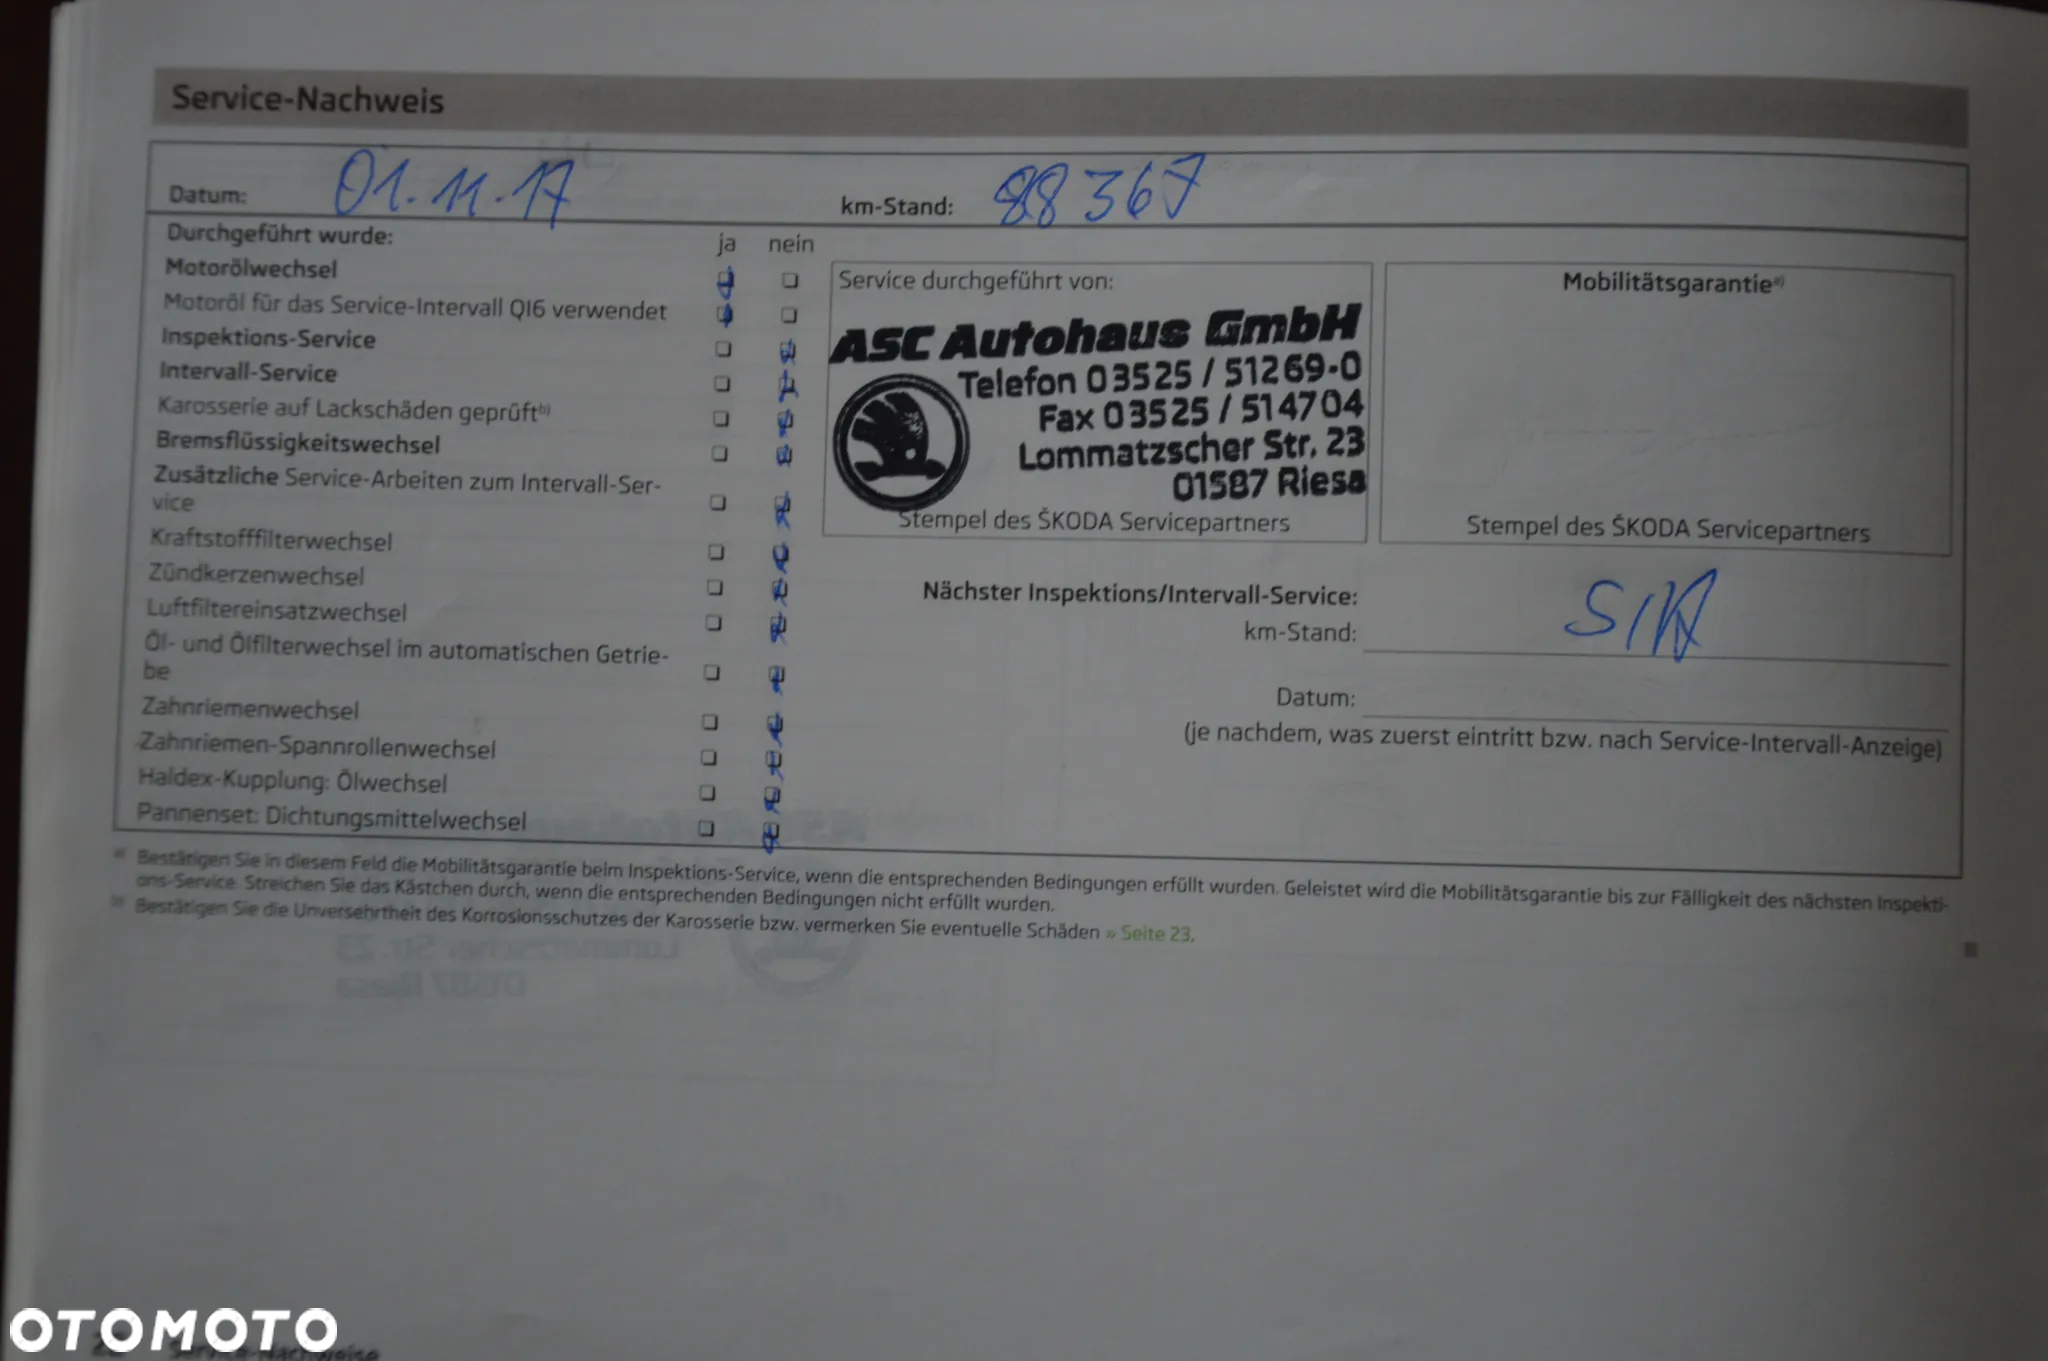 Service-Nachweis
Datum: 01.11.17 km-Stand: 88367
Durchgeführt wurde: ja nein
Motorölwechsel
Motoröl für das Service-Intervall QI6 verwendet
Inspektions-Service
Intervall-Service
Karosserie auf Lackschäden geprüft b)
Bremsflüssigkeitswechsel
Zusätzliche Service-Arbeiten zum Intervall-Ser-
vice
Kraftstofffilterwechsel
Zündkerzenwechsel
Luftfiltereinsatzwechsel
Öl- und Ölfilterwechsel im automatischen Getrie-
be
Zahnriemenwechsel
Zahnriemen-Spannrollenwechsel
Haldex-Kupplung: Ölwechsel
Pannenset: Dichtungsmittelwechsel
Service durchgeführt von:
ASC Autohaus GmbH
Telefon 03525 / 51269-0
Fax 03525 / 514704
Lommatzscher Str. 23
01587 Riesa
Stempel des ŠKODA Servicepartners
Mobilitätsgarantie a)
Stempel des ŠKODA Servicepartners
Nächster Inspektions/Intervall-Service:
km-Stand: SIA
Datum:
(je nachdem, was zuerst eintritt bzw. nach Service-Intervall-Anzeige)
a) Bestätigen Sie in diesem Feld die Mobilitätsgarantie beim Inspektions-Service, wenn die entsprechenden Bedingungen erfüllt wurden. Geleistet wird die Mobilitätsgarantie bis zur Fälligkeit des nächsten Inspekti-
ons-Service. Streichen Sie das Kästchen durch, wenn die entsprechenden Bedingungen nicht erfüllt wurden.
b) Bestätigen Sie die Unversehrtheit des Korrosionsschutzes der Karosserie bzw. vermerken Sie eventuelle Schäden » Seite 23.
OTOMOTO
Service-Nachweise